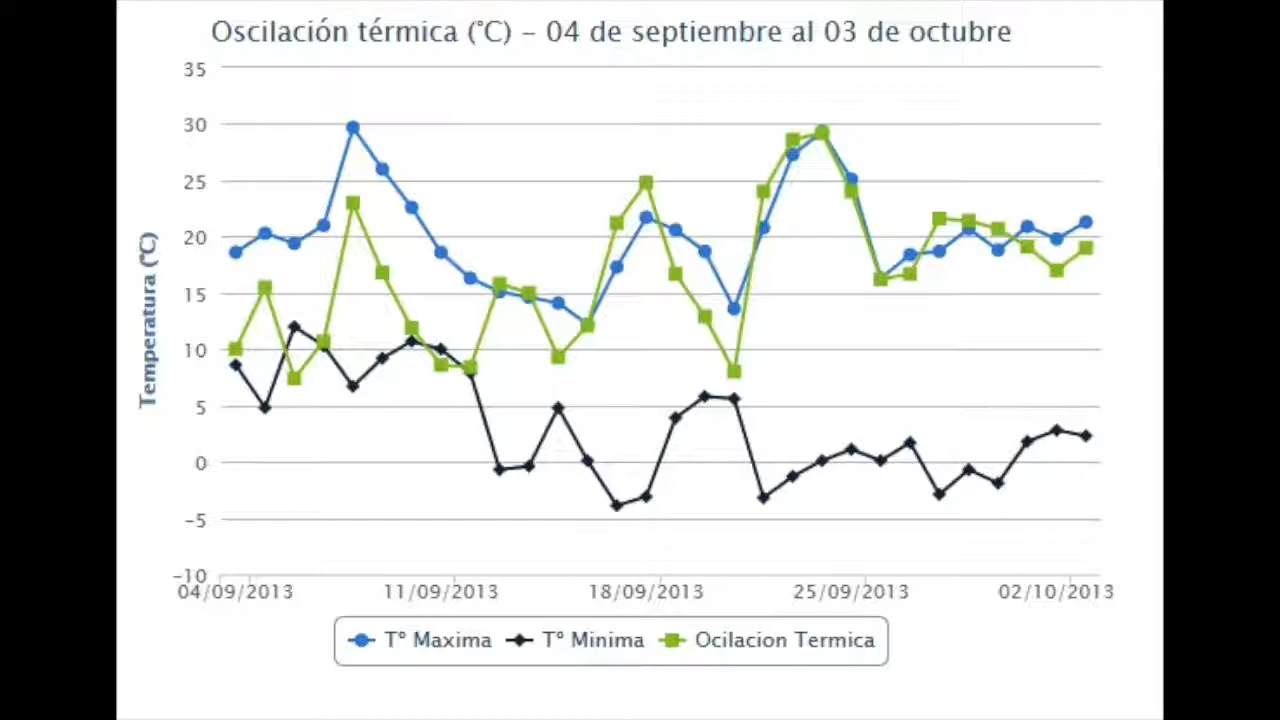 Oscilación térmica (°C) - 04 de septiembre al 03 de octubre
35
30
25
20
15
10
5
0
-5
-10
Temperatura (°C)
04/09/2013 11/09/2013 18/09/2013 25/09/2013 02/10/2013
T° Maxima T° Minima Ocilacion Termica